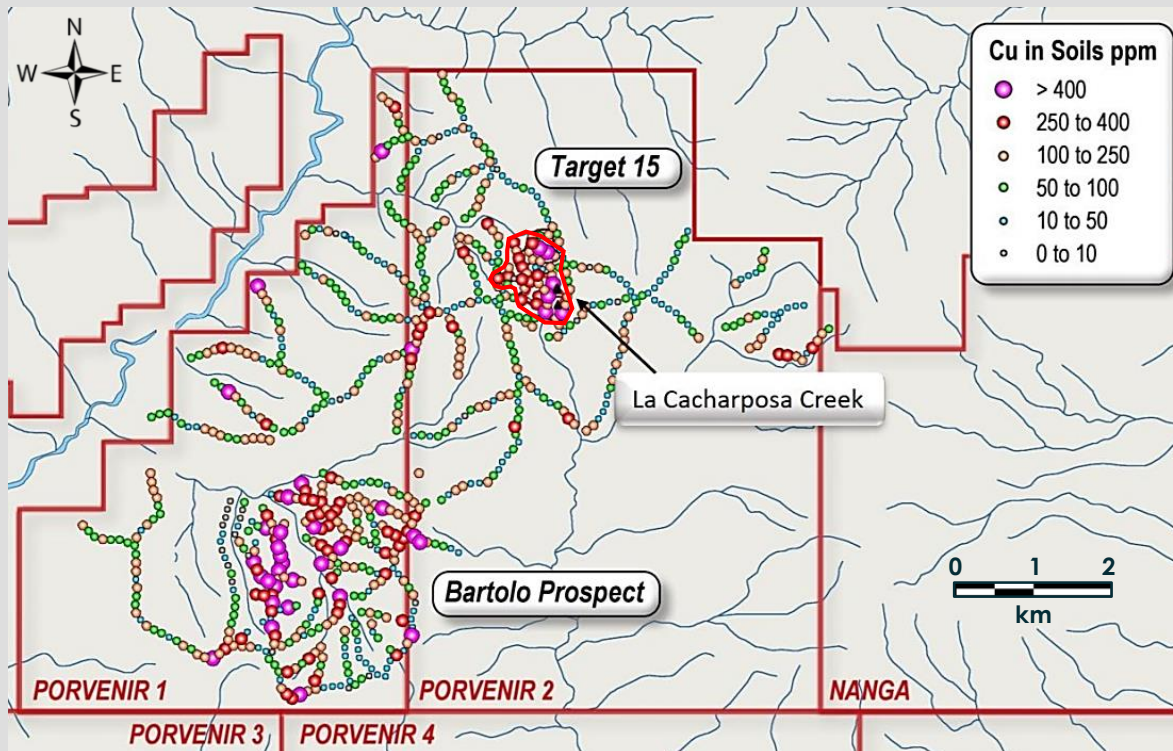 N
W E
S
Cu in Soils ppm
> 400
250 to 400
100 to 250
50 to 100
10 to 50
0 to 10
Target 15
La Cacharposa Creek
Bartolo Prospect
0 1 2
km
PORVENIR 1
PORVENIR 2
NANGA
PORVENIR 3
PORVENIR 4